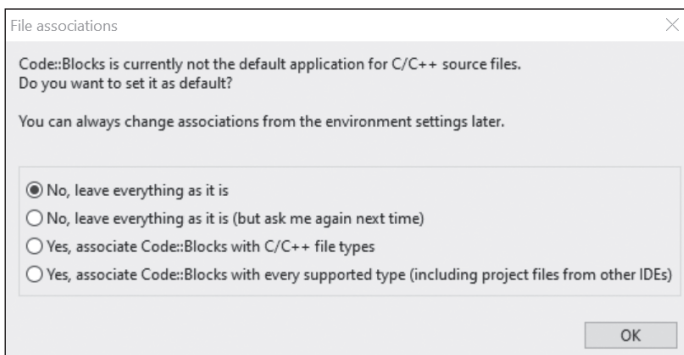 File associations
Code::Blocks is currently not the default application for C/C++ source files.
Do you want to set it as default?
You can always change associations from the environment settings later.
No, leave everything as it is
No, leave everything as it is (but ask me again next time)
Yes, associate Code::Blocks with C/C++ file types
Yes, associate Code::Blocks with every supported type (including project files from other IDEs)
OK